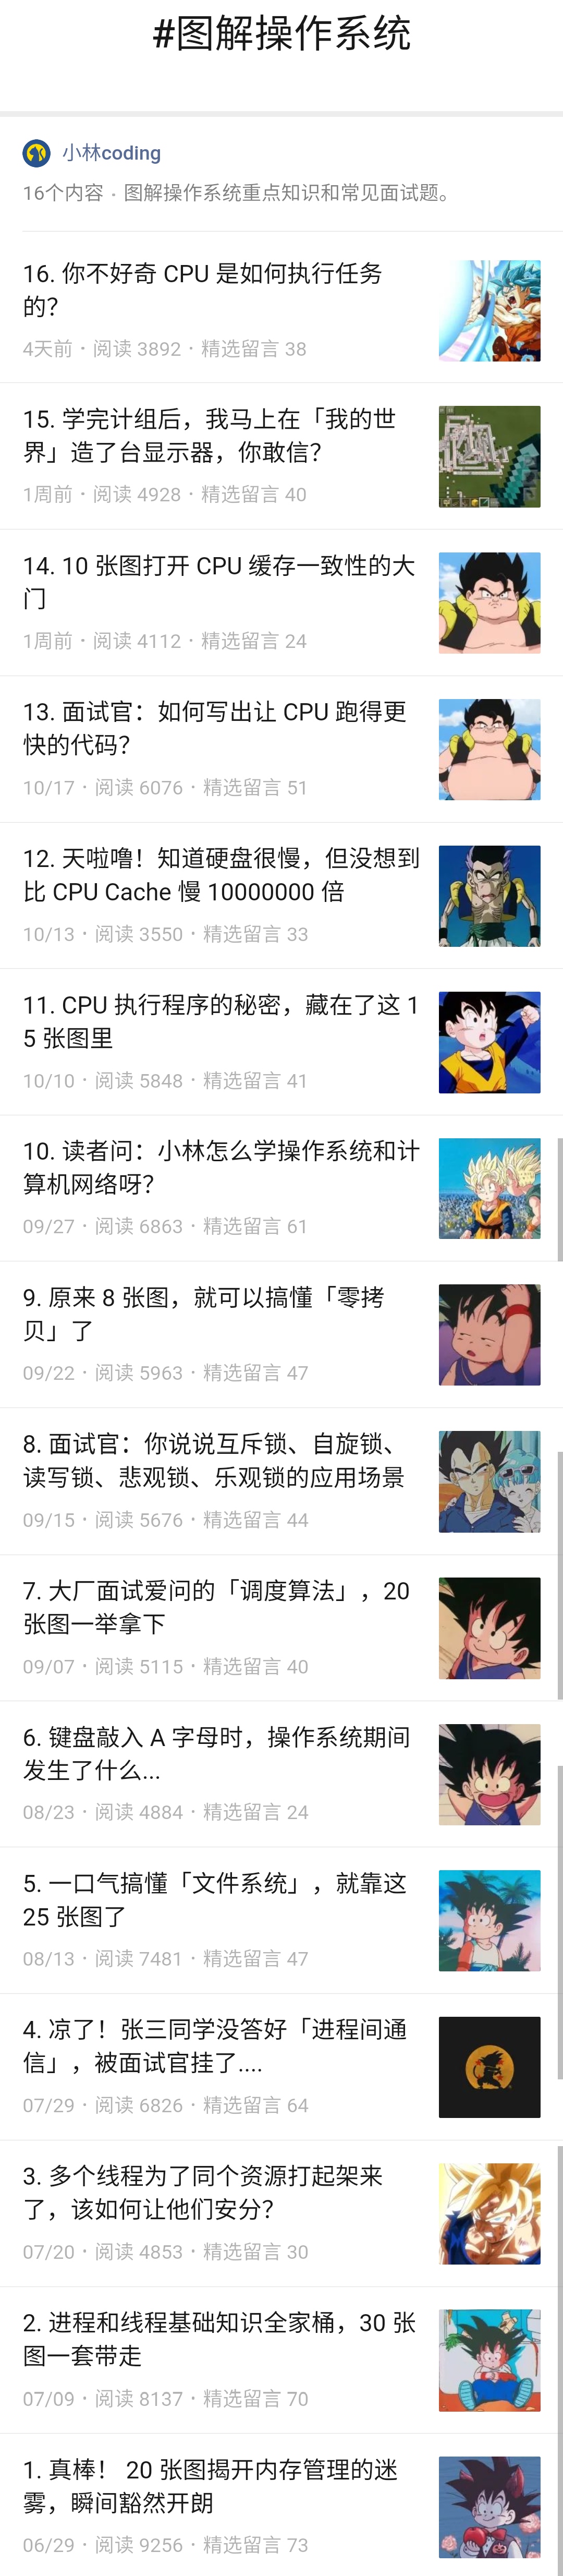 #图解操作系统
小林coding
16个内容 · 图解操作系统重点知识和常见面试题。
16. 你不好奇 CPU 是如何执行任务
的？
4天前 · 阅读 3892 · 精选留言 38
15. 学完计组后，我马上在「我的世
界」造了台显示器，你敢信？
1周前 · 阅读 4928 · 精选留言 40
14. 10 张图打开 CPU 缓存一致性的大
门
1周前 · 阅读 4112 · 精选留言 24
13. 面试官：如何写出让 CPU 跑得更
快的代码？
10/17 · 阅读 6076 · 精选留言 51
12. 天啦噜！知道硬盘很慢，但没想到
比 CPU Cache 慢 10000000 倍
10/13 · 阅读 3550 · 精选留言 33
11. CPU 执行程序的秘密，藏在了这 1
5 张图里
10/10 · 阅读 5848 · 精选留言 41
10. 读者问：小林怎么学操作系统和计
算机网络呀？
09/27 · 阅读 6863 · 精选留言 61
9. 原来 8 张图，就可以搞懂「零拷
贝」了
09/22 · 阅读 5963 · 精选留言 47
8. 面试官：你说说互斥锁、自旋锁、
读写锁、悲观锁、乐观锁的应用场景
09/15 · 阅读 5676 · 精选留言 44
7. 大厂面试爱问的「调度算法」，20
张图一举拿下
09/07 · 阅读 5115 · 精选留言 40
6. 键盘敲入 A 字母时，操作系统期间
发生了什么...
08/23 · 阅读 4884 · 精选留言 24
5. 一口气搞懂「文件系统」，就靠这
25 张图了
08/13 · 阅读 7481 · 精选留言 47
4. 凉了！张三同学没答好「进程间通
信」，被面试官挂了....
07/29 · 阅读 6826 · 精选留言 64
3. 多个线程为了同个资源打起架来
了，该如何让他们安分？
07/20 · 阅读 4853 · 精选留言 30
2. 进程和线程基础知识全家桶，30 张
图一套带走
07/09 · 阅读 8137 · 精选留言 70
1. 真棒！ 20 张图揭开内存管理的迷
雾，瞬间豁然开朗
06/29 · 阅读 9256 · 精选留言 73